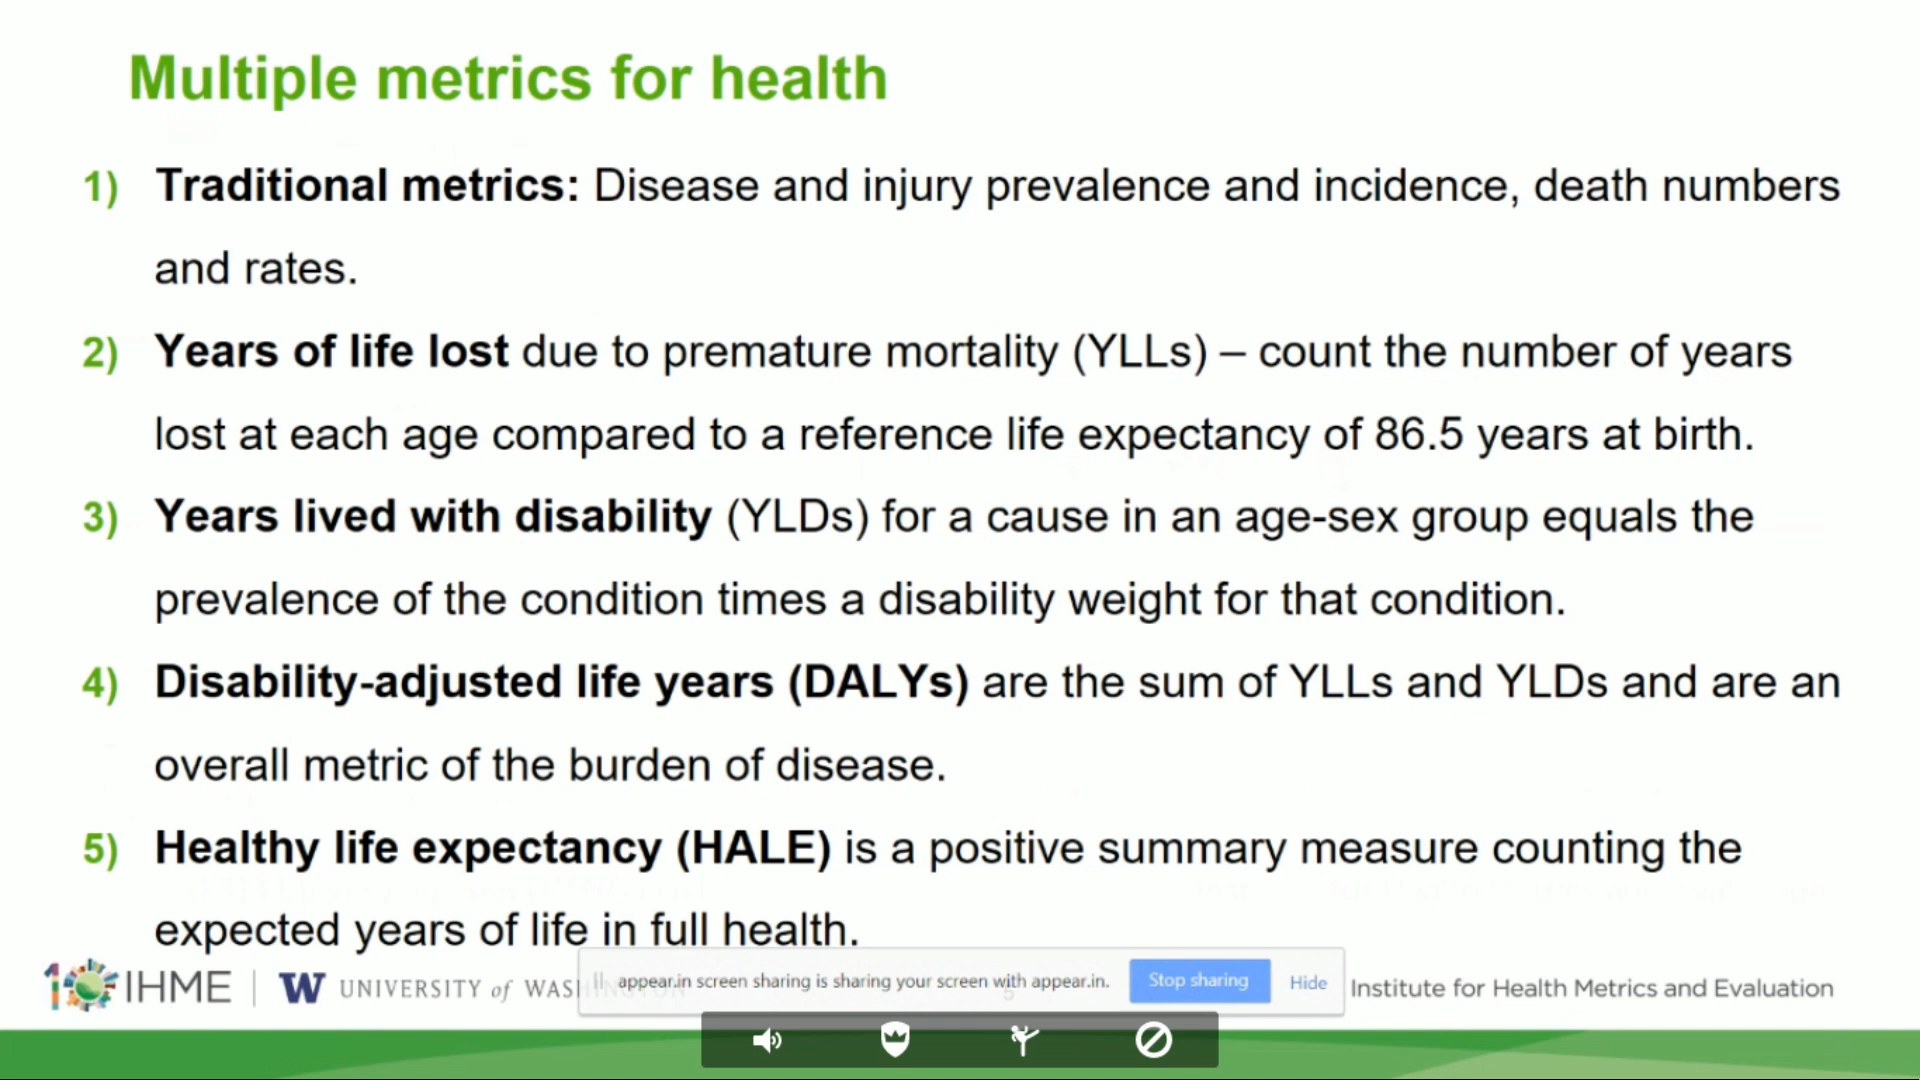 Multiple metrics for health
1) Traditional metrics: Disease and injury prevalence and incidence, death numbers
and rates.
2) Years of life lost due to premature mortality (YLLs) – count the number of years
lost at each age compared to a reference life expectancy of 86.5 years at birth.
3) Years lived with disability (YLDs) for a cause in an age-sex group equals the
prevalence of the condition times a disability weight for that condition.
4) Disability-adjusted life years (DALYs) are the sum of YLLs and YLDs and are an
overall metric of the burden of disease.
5) Healthy life expectancy (HALE) is a positive summary measure counting the
expected years of life in full health.
10 IHME | W UNIVERSITY of WASHINGTON
appear.in screen sharing is sharing your screen with appear.in. Stop sharing Hide
5
Institute for Health Metrics and Evaluation